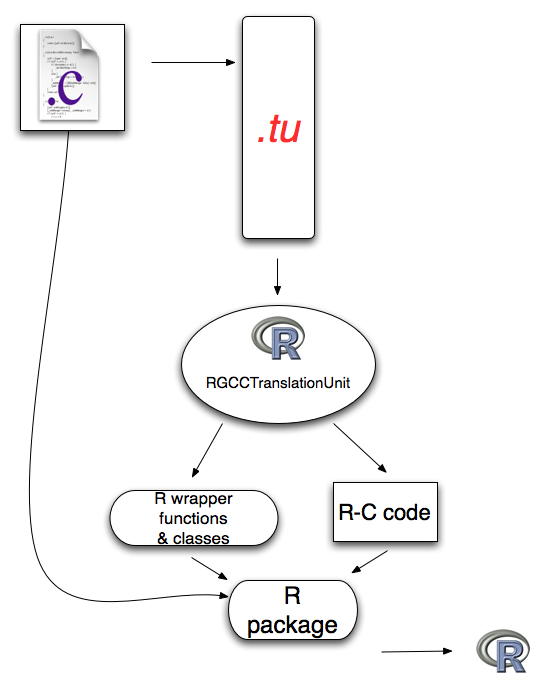 .c
.tu
R
RGCCTranslationUnit
R wrapper
functions
& classes
R-C code
R
package
R